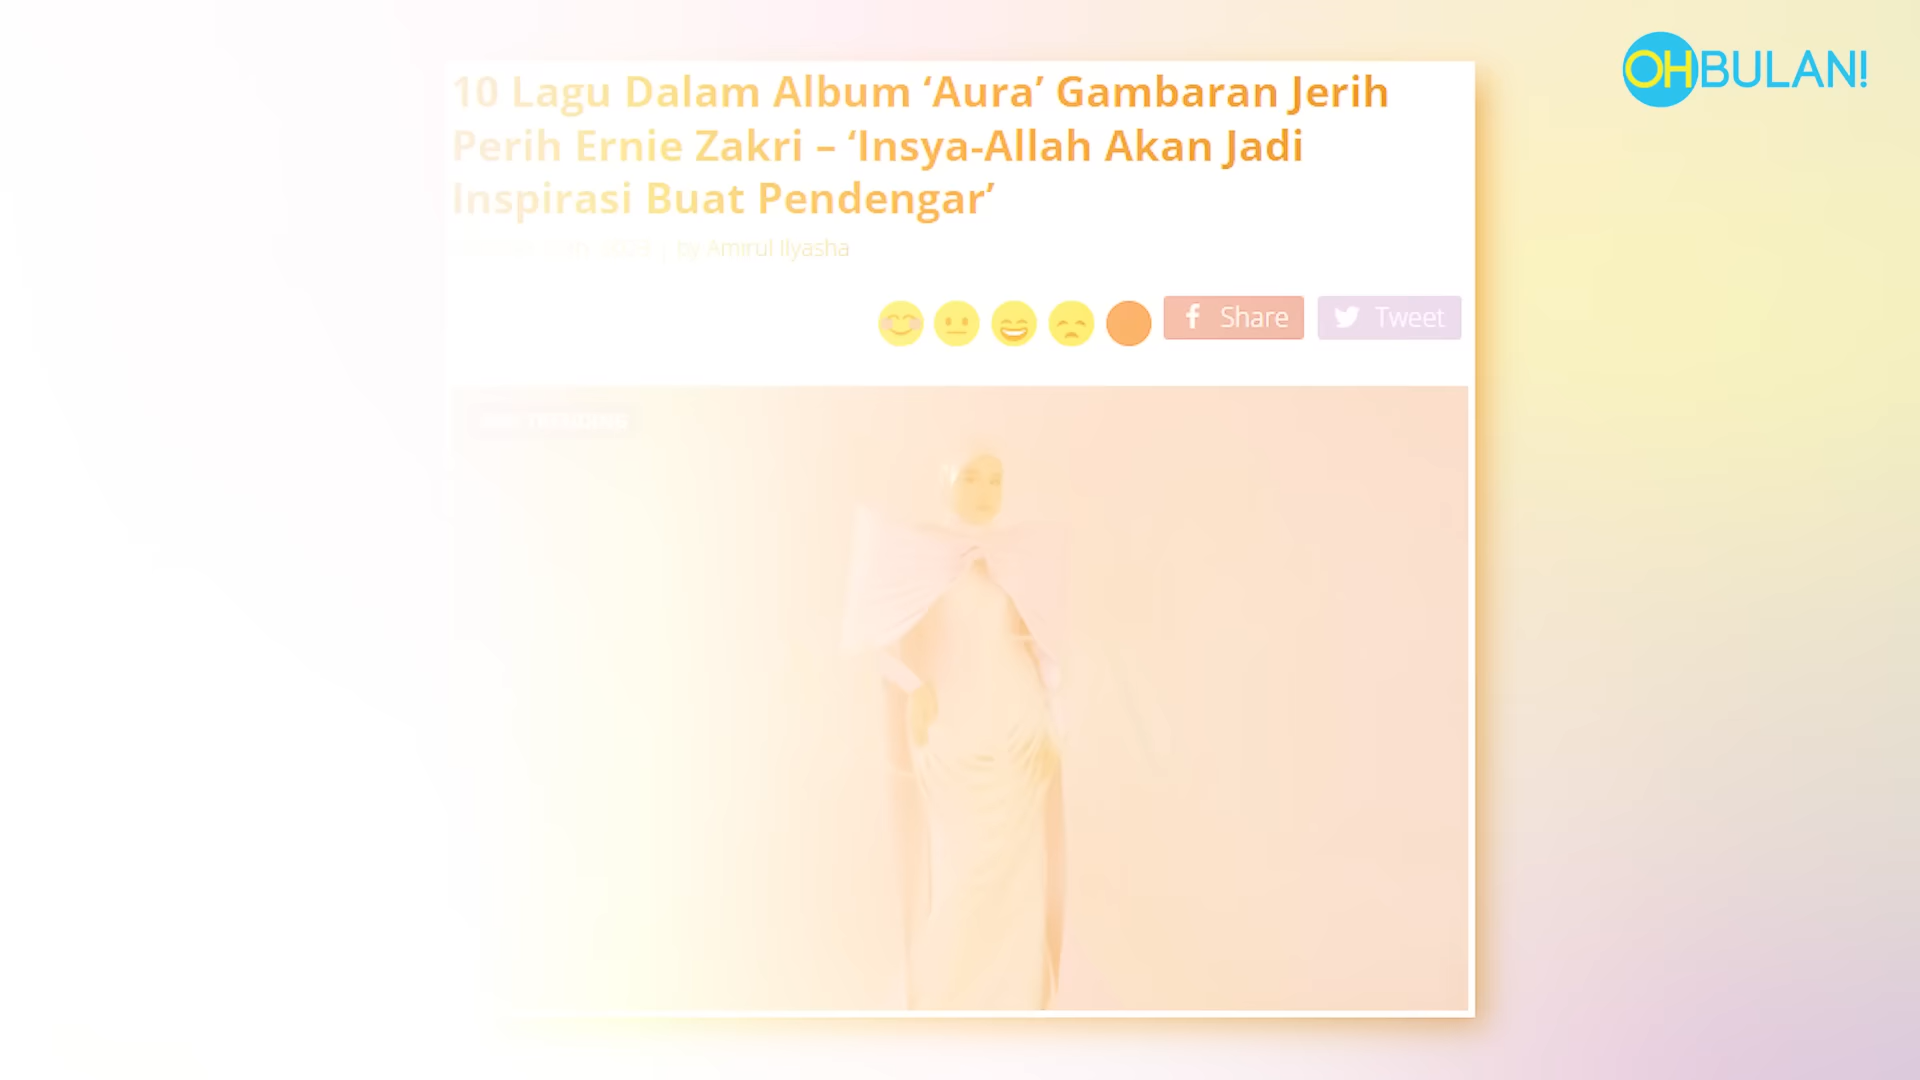 OHBULAN!
10 Lagu Dalam Album ‘Aura’ Gambaran Jerih
Perih Ernie Zakri – ‘Insya-Allah Akan Jadi
Inspirasi Buat Pendengar’
2023 | by Amirul Ilyasha
Share
Tweet